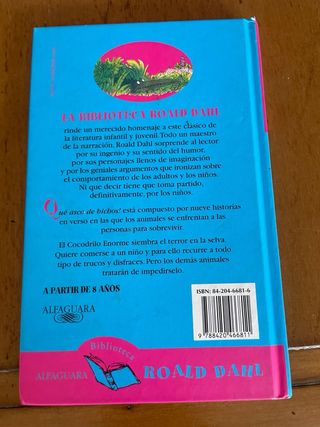 LA BIBLIOTECA ROALD DAHL
rinde un merecido homenaje a este clásico de
la literatura infantil y juvenil. Todo un maestro
de la narración, Roald Dahl sorprende al lector
por su ingenio y su sentido del humor,
por sus personajes llenos de imaginación
y por los geniales argumentos que ironizan sobre
el comportamiento de los adultos y los niños.
Ni que decir tiene que toma partido,
definitivamente, por los niños.
Qué asco de bichos! está compuesto por nueve historias
en verso en las que los animales se enfrentan a las
personas para sobrevivir.
El Cocodrilo Enorme siembra el terror en la selva.
Quiere comerse a un niño y para ello recurre a todo
tipo de trucos y disfraces. Pero los demás animales
tratarán de impedírselo.
A PARTIR DE 8 AÑOS
ALFAGUARA
ISBN: 84-204-6681-6
9 788420 466811
Biblioteca
ALFAGUARA
ROALD DAHL